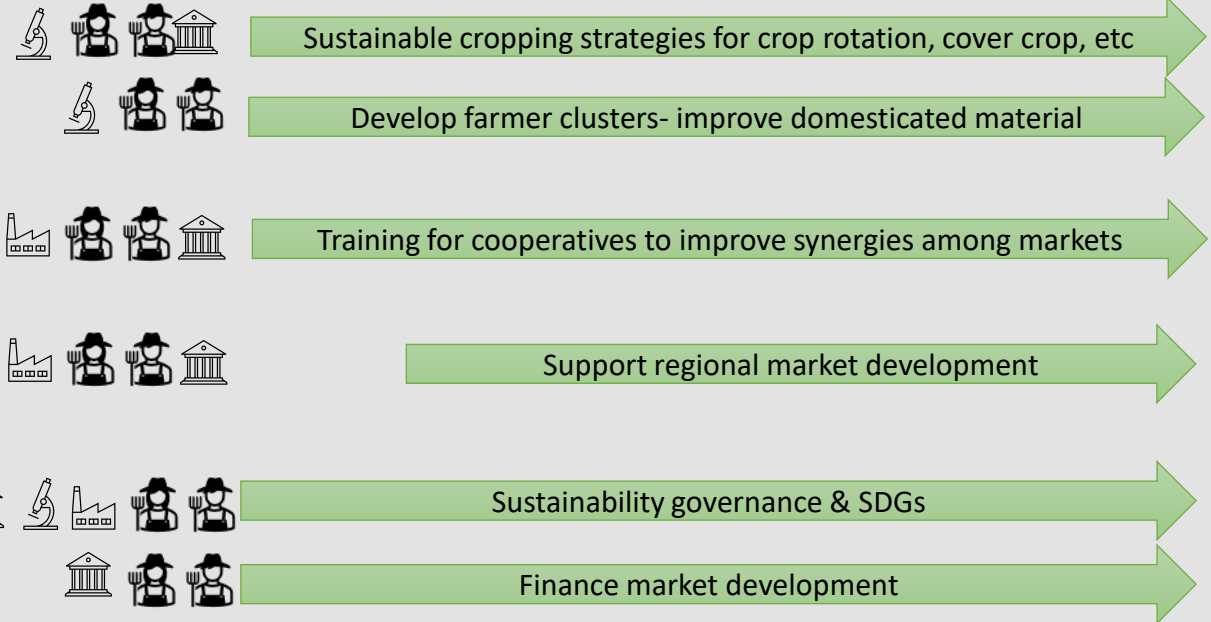 Sustainable cropping strategies for crop rotation, cover crop, etc
Develop farmer clusters- improve domesticated material
Training for cooperatives to improve synergies among markets
Support regional market development
Sustainability governance & SDGs
Finance market development